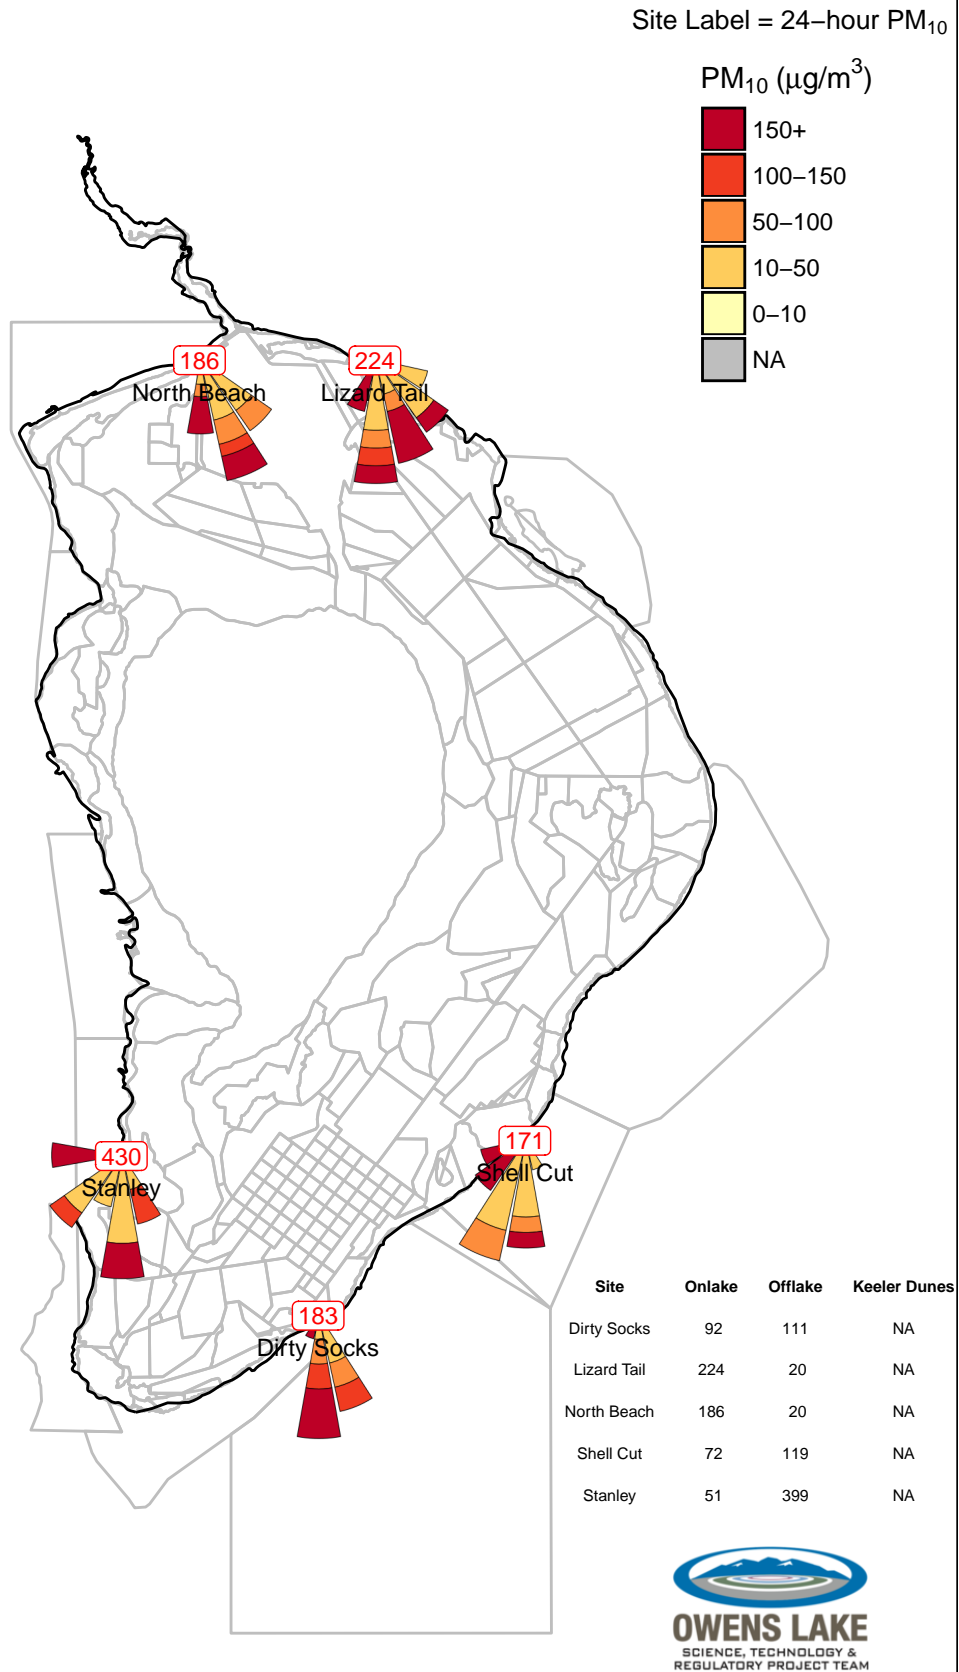 Site Label = 24−hour PM10
PM10 (μg/m3)
150+
100−150
50−100
10−50
0−10
NA
186
North Beach
224
Lizard Tail
430
Stanley
171
Shell Cut
183
Dirty Socks
Site Onlake Offlake Keeler Dunes
Dirty Socks 92 111 NA
Lizard Tail 224 20 NA
North Beach 186 20 NA
Shell Cut 72 119 NA
Stanley 51 399 NA
OWENS LAKE
SCIENCE, TECHNOLOGY &
REGULATORY PROJECT TEAM